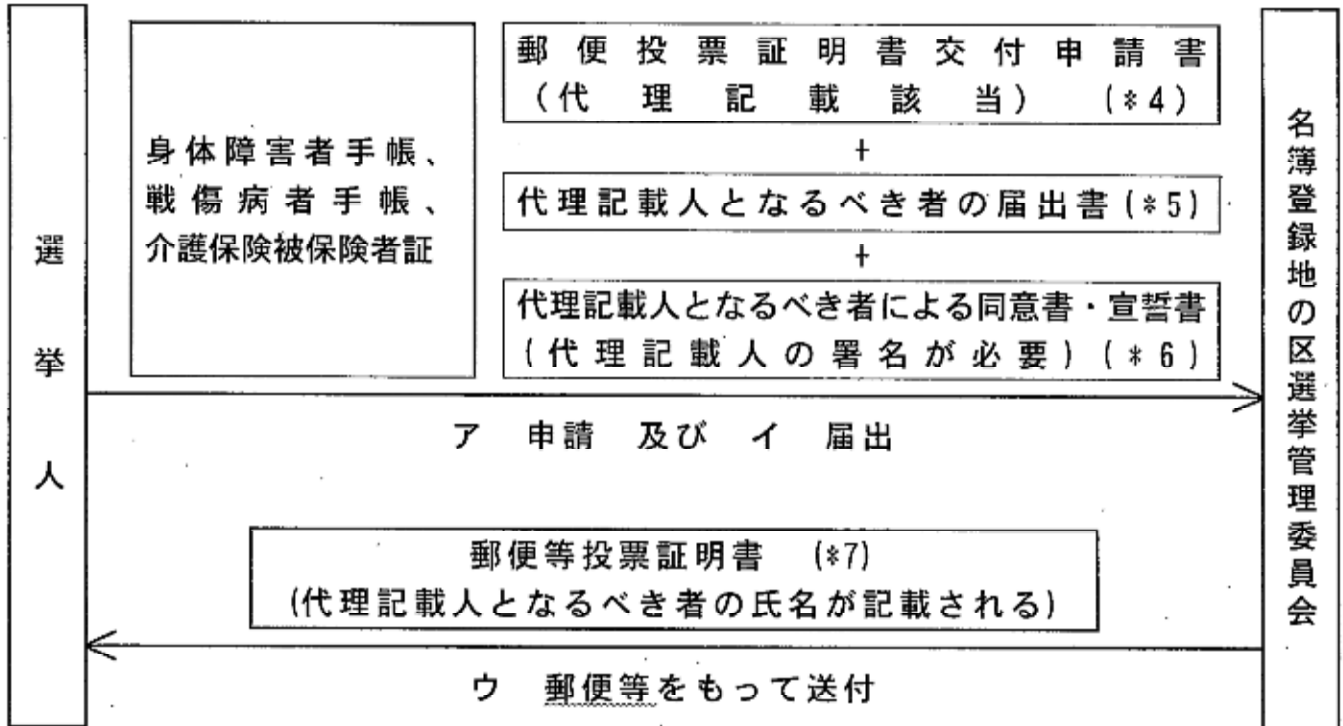 選挙人
身体障害者手帳、
戦傷病者手帳、
介護保険被保険者証
郵便投票証明書交付申請書
(代理記載該当) (*4)
+
代理記載人となるべき者の届出書(*5)
+
代理記載人となるべき者による同意書・宣誓書
(代理記載人の署名が必要) (*6)
ア 申請 及び イ 届出
郵便等投票証明書 (*7)
(代理記載人となるべき者の氏名が記載される)
ウ 郵便等をもって送付
名簿登録地の区選挙管理委員会